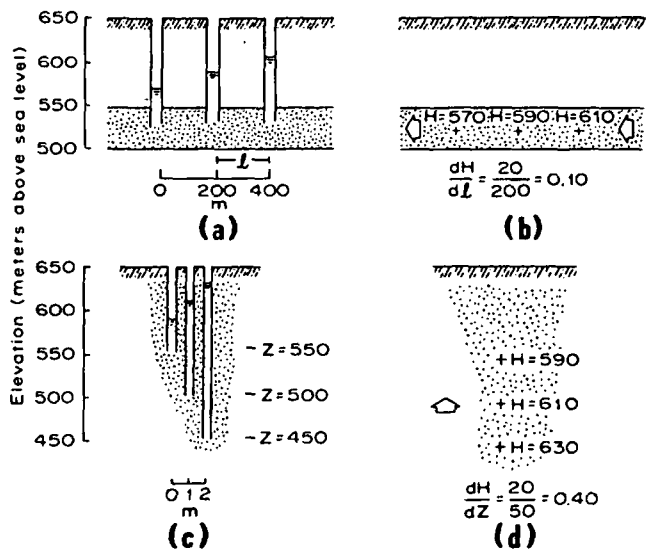 Elevation (meters above sea level)
650
600
550
500
ℓ
0 200 400
m
(a)
H=570 H=590 H=610
dH/dℓ = 20/200 = 0.10
(b)
650
600
550
500
450
- Z=550
- Z=500
- Z=450
0 1 2
m
(c)
+H=590
+H=610
+H=630
dH/dZ = 20/50 = 0.40
(d)